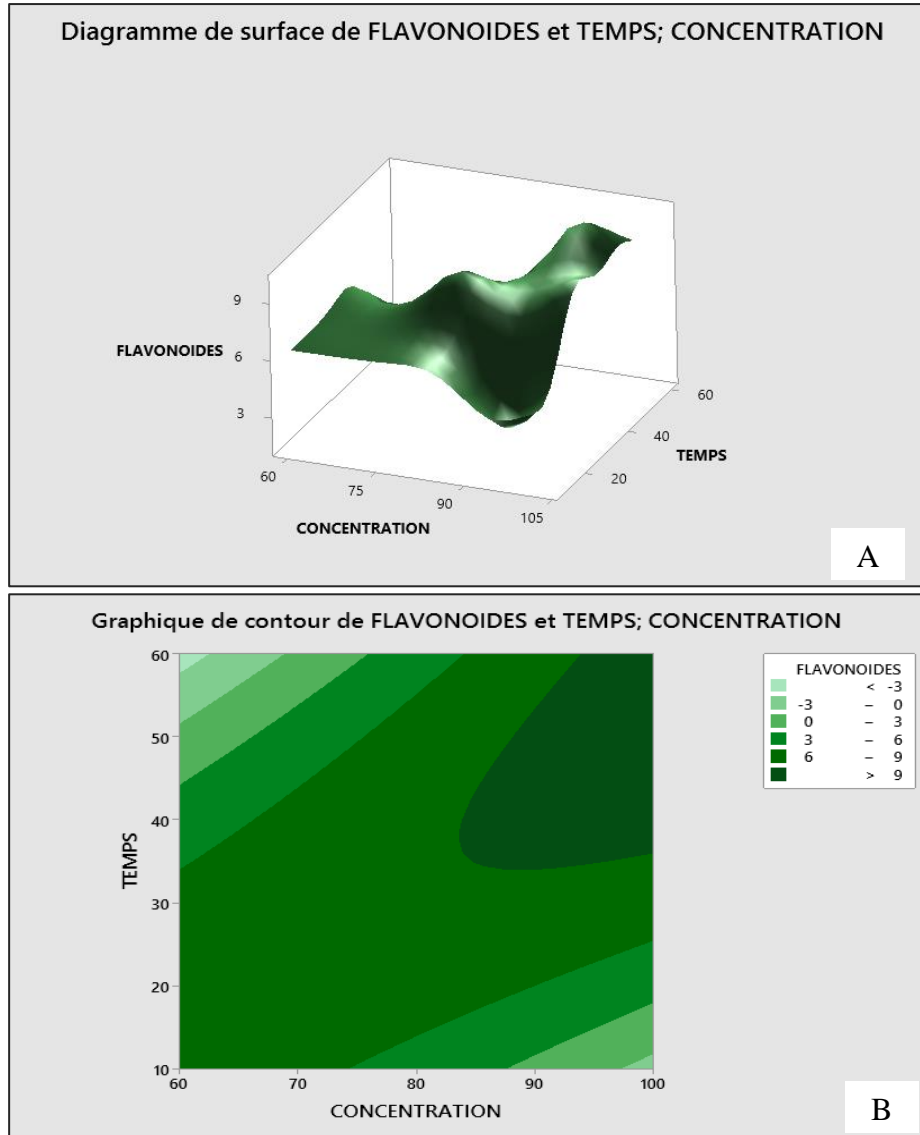 Diagramme de surface de FLAVONOIDES et TEMPS; CONCENTRATION
9
FLAVONOIDES 6
3
60
40
TEMPS
20
60
75
90
105
CONCENTRATION
A
Graphique de contour de FLAVONOIDES et TEMPS; CONCENTRATION
FLAVONOIDES
< -3
-3 – 0
0 – 3
3 – 6
6 – 9
> 9
60
50
40
TEMPS
30
20
10
60 70 80 90 100
CONCENTRATION
B